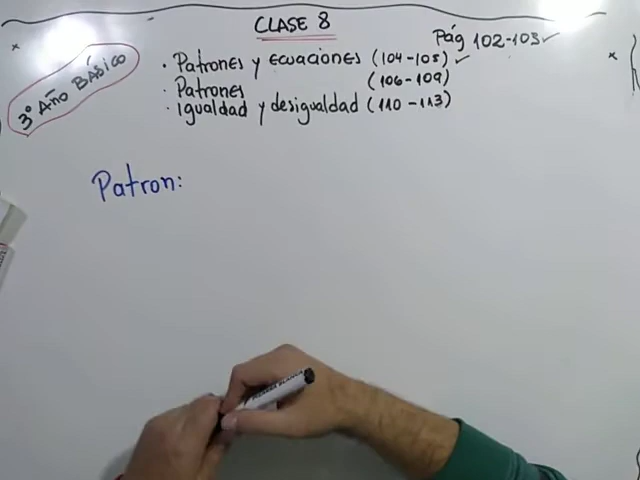 CLASE 8
Pág 102-103 ✓
3° Año BÁSICO
· Patrones y ecuaciones (104-105) ✓
· Patrones (106-109)
· Igualdad y desigualdad (110-113)
Patron: